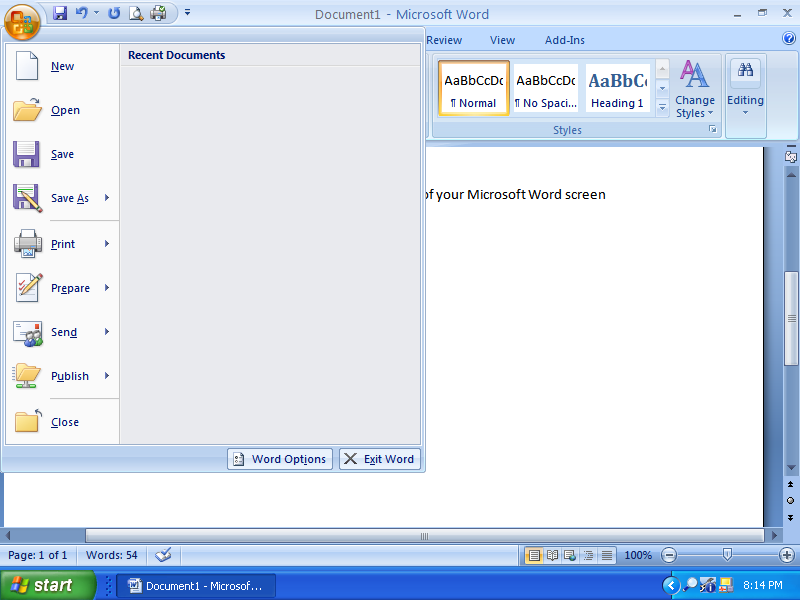 Document1 - Microsoft Word
Review View Add-Ins
Recent Documents
New
Open
Save
Save As
Print
Prepare
Send
Publish
Close
Word Options Exit Word
AaBbCcDc AaBbCcDc AaBbC
¶ Normal ¶ No Spaci... Heading 1
Change Styles
Editing
Styles
of your Microsoft Word screen
Page: 1 of 1 Words: 54 100%
start Document1 - Microsof... 8:14 PM